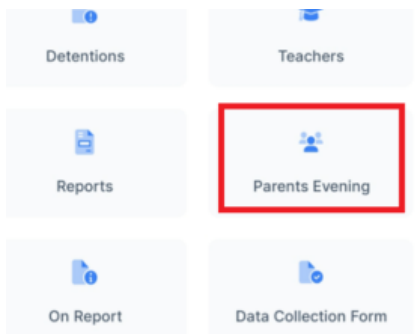 Detentions
Teachers
Reports
Parents Evening
On Report
Data Collection Form